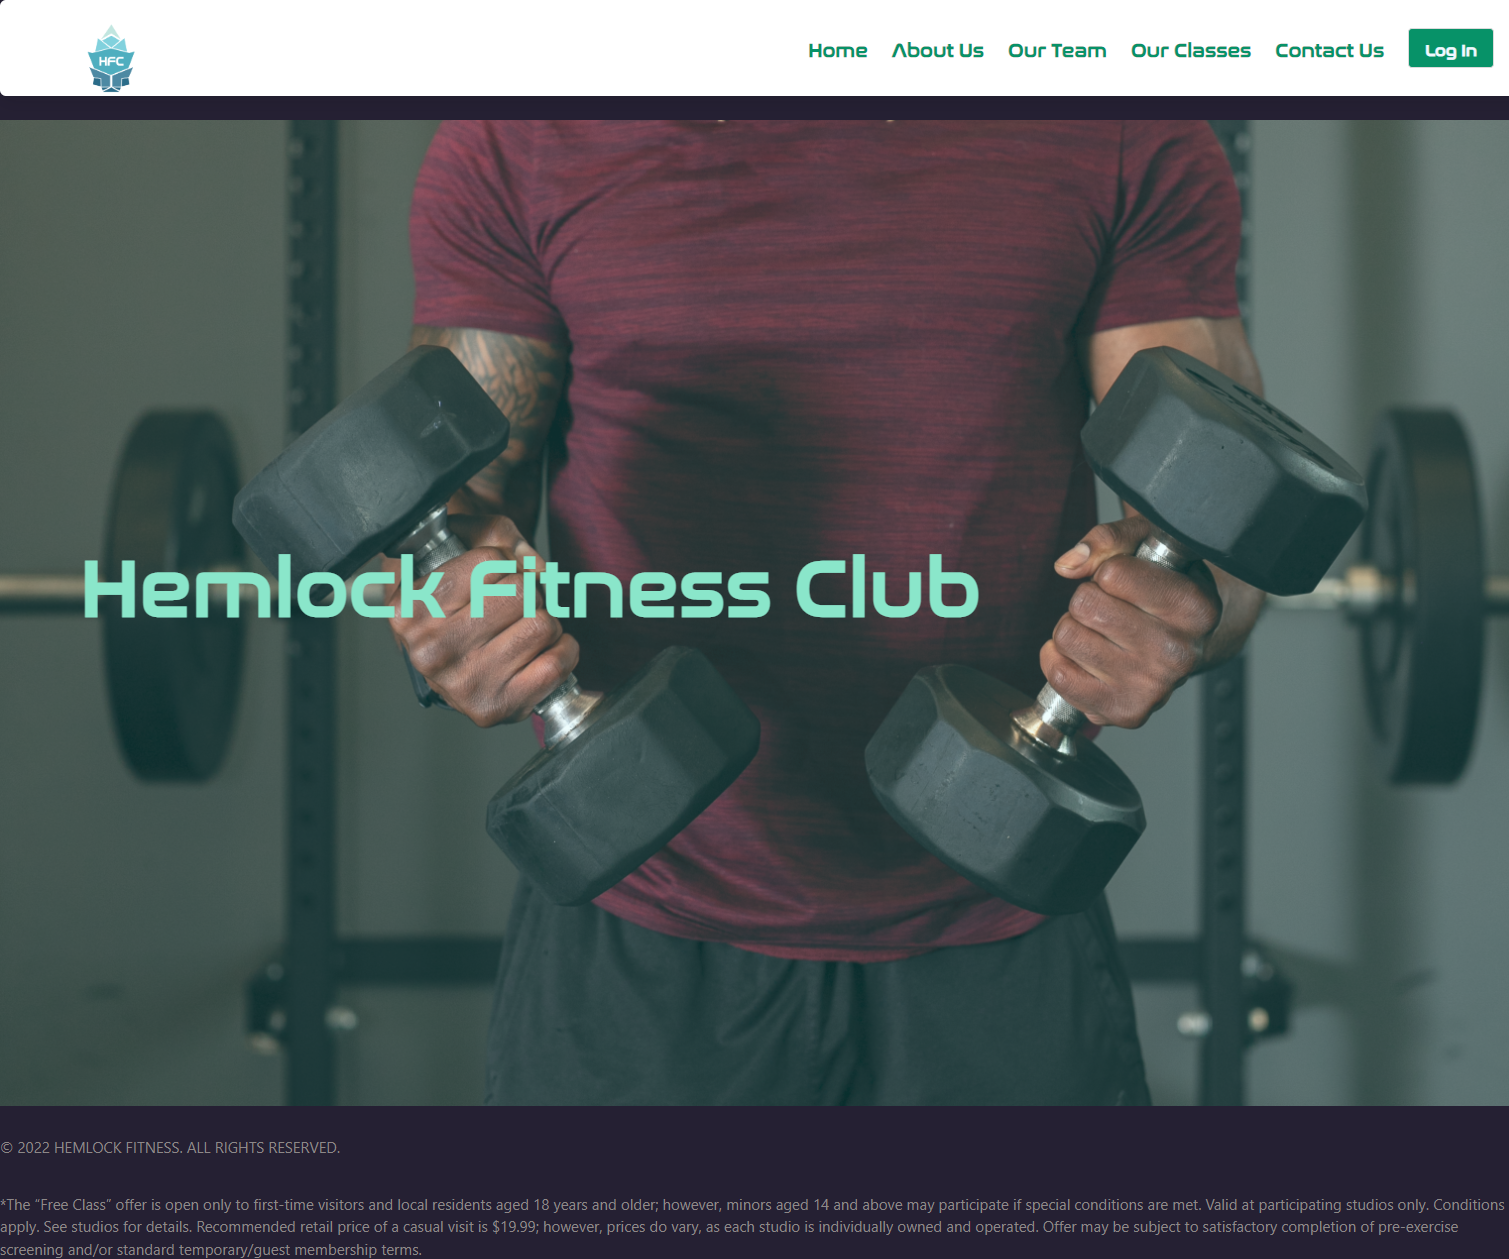 HFC
Home About Us Our Team Our Classes Contact Us Log In
Hemlock Fitness Club
© 2022 HEMLOCK FITNESS. ALL RIGHTS RESERVED.
*The “Free Class” offer is open only to first-time visitors and local residents aged 18 years and older; however, minors aged 14 and above may participate if special conditions are met. Valid at participating studios only. Conditions
apply. See studios for details. Recommended retail price of a casual visit is $19.99; however, prices do vary, as each studio is individually owned and operated. Offer may be subject to satisfactory completion of pre-exercise
screening and/or standard temporary/guest membership terms.